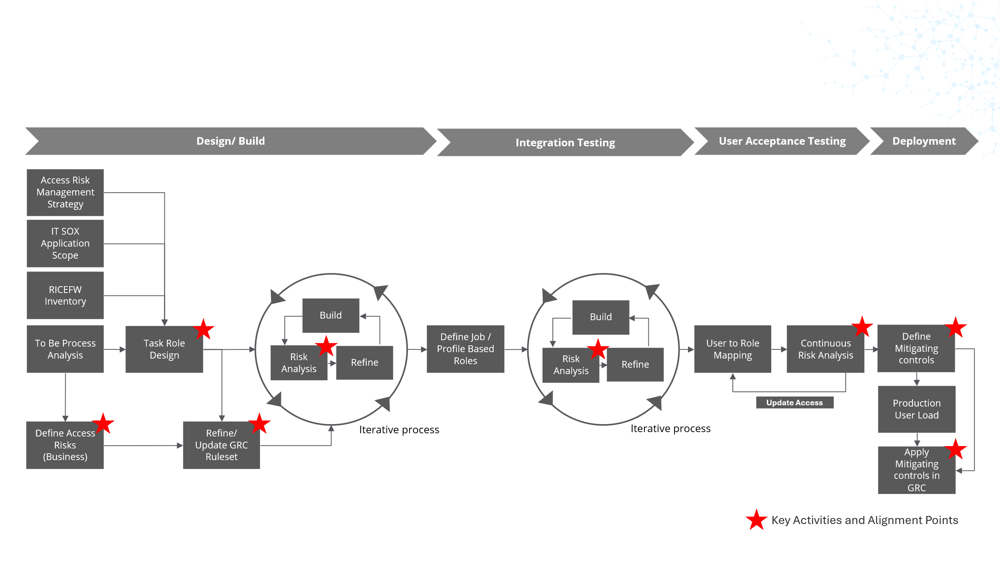 Design/ Build
Integration Testing
User Acceptance Testing
Deployment
Access Risk
Management
Strategy
IT SOX
Application
Scope
RICEFW
Inventory
To Be Process
Analysis
Task Role
Design
Define Access
Risks
(Business)
Refine/
Update GRC
Ruleset
Build
Risk
Analysis
Refine
Iterative process
Define Job /
Profile Based
Roles
Build
Risk
Analysis
Refine
Iterative process
User to Role
Mapping
Continuous
Risk Analysis
Update Access
Define
Mitigating
controls
Production
User Load
Apply
Mitigating
controls in
GRC
Key Activities and Alignment Points